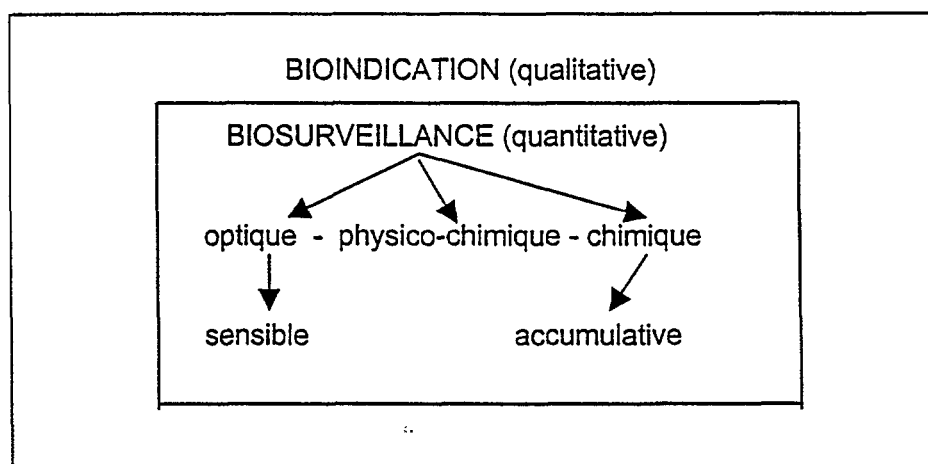 BIOINDICATION (qualitative)
BIOSURVEILLANCE (quantitative)
optique - physico-chimique - chimique
sensible accumulative